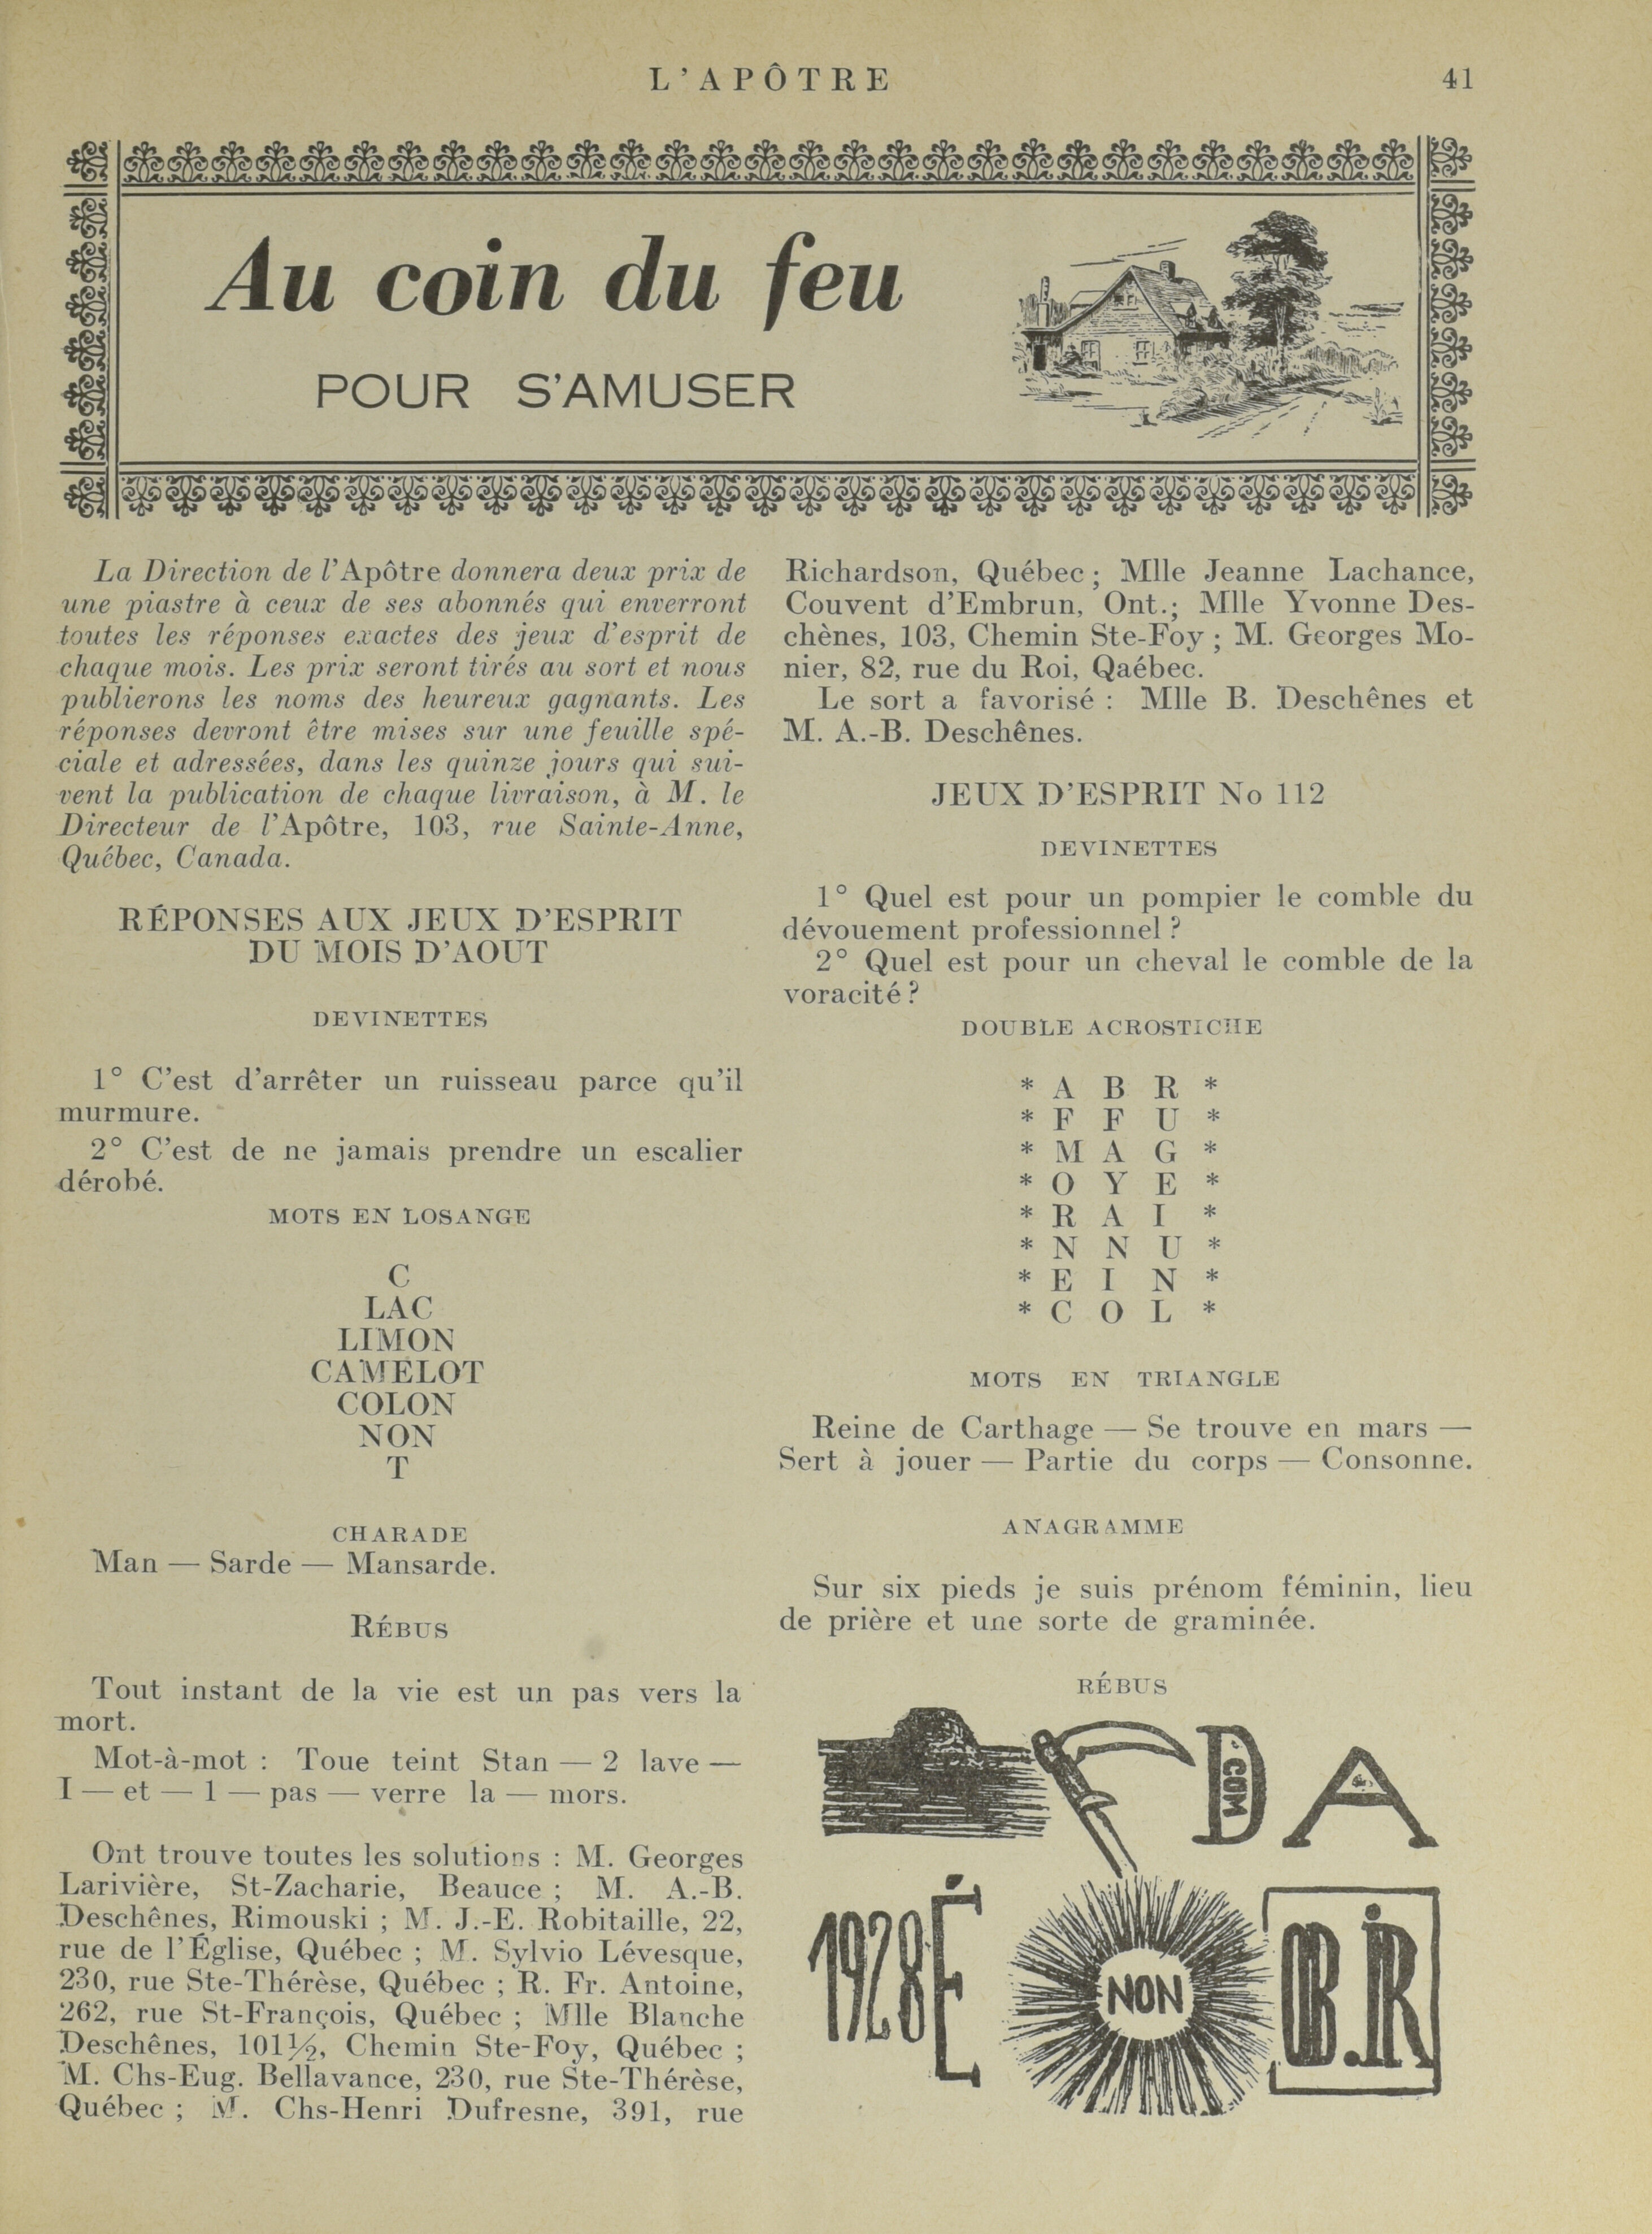 L'APÔTRE
41
Au coin du feu
POUR S'AMUSER
La Direction de l'Apôtre donnera deux prix de
une piastre à ceux de ses abonnés qui enverront
toutes les réponses exactes des jeux d'esprit de
chaque mois. Les prix seront tirés au sort et nous
publierons les noms des heureux gagnants. Les
réponses devront être mises sur une feuille spé-
ciale et adressées, dans les quinze jours qui sui-
vent la publication de chaque livraison, à M. le
Directeur de l'Apôtre, 103, rue Sainte-Anne,
Québec, Canada.
RÉPONSES AUX JEUX D'ESPRIT
DU MOIS D'AOUT
DEVINETTES
1° C'est d'arrêter un ruisseau parce qu'il
murmure.
2° C'est de ne jamais prendre un escalier
dérobé.
MOTS EN LOSANGE
C
LAC
LIMON
CAMÉLOT
COLON
NON
T
CHARADE
Man — Sarde — Mansarde.
RÉBUS
Tout instant de la vie est un pas vers la
mort.
Mot-à-mot : Toue teint Stan — 2 lave —
I — et — 1 — pas — verre la — mors.
Ont trouve toutes les solutions : M. Georges
Larivière, St-Zacharie, Beauce ; M. A.-B.
Deschênes, Rimouski ; M. J.-E. Robitaille, 22,
rue de l'Église, Québec ; M. Sylvio Lévesque,
230, rue Ste-Thérèse, Québec ; R. Fr. Antoine,
262, rue St-François, Québec ; Mlle Blanche
Deschênes, 101½, Chemin Ste-Foy, Québec ;
M. Chs-Eug. Bellavance, 230, rue Ste-Thérèse,
Québec ; M. Chs-Henri Dufresne, 391, rue
Richardson, Québec ; Mlle Jeanne Lachance,
Couvent d'Embrun, Ont.; Mlle Yvonne Des-
chènes, 103, Chemin Ste-Foy ; M. Georges Mo-
nier, 82, rue du Roi, Qaébec.
Le sort a favorisé : Mlle B. Deschênes et
M. A.-B. Deschênes.
JEUX D'ESPRIT No 112
DEVINETTES
1° Quel est pour un pompier le comble du
dévouement professionnel ?
2° Quel est pour un cheval le comble de la
voracité ?
DOUBLE ACROSTICHE
* A B R *
* F F U *
* M A G *
* O Y E *
* R A I *
* N N U *
* E I N *
* C O L *
MOTS EN TRIANGLE
Reine de Carthage — Se trouve en mars —
Sert à jouer — Partie du corps — Consonne.
ANAGRAMME
Sur six pieds je suis prénom féminin, lieu
de prière et une sorte de graminée.
RÉBUS
D COM A
1928 É NON OB.IR